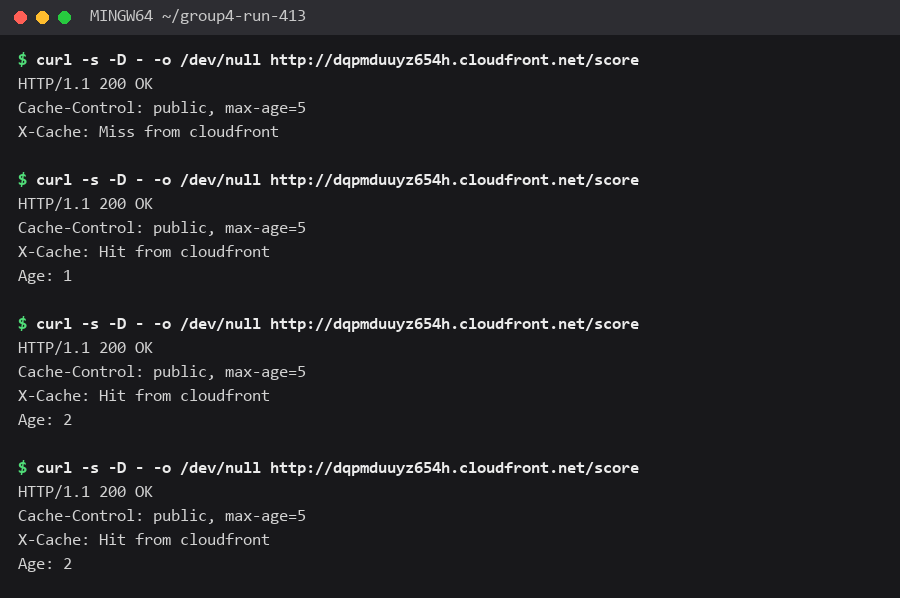 MINGW64 ~/group4-run-413
$ curl -s -D - -o /dev/null http://dqpmduuyz654h.cloudfront.net/score
HTTP/1.1 200 OK
Cache-Control: public, max-age=5
X-Cache: Miss from cloudfront
$ curl -s -D - -o /dev/null http://dqpmduuyz654h.cloudfront.net/score
HTTP/1.1 200 OK
Cache-Control: public, max-age=5
X-Cache: Hit from cloudfront
Age: 1
$ curl -s -D - -o /dev/null http://dqpmduuyz654h.cloudfront.net/score
HTTP/1.1 200 OK
Cache-Control: public, max-age=5
X-Cache: Hit from cloudfront
Age: 2
$ curl -s -D - -o /dev/null http://dqpmduuyz654h.cloudfront.net/score
HTTP/1.1 200 OK
Cache-Control: public, max-age=5
X-Cache: Hit from cloudfront
Age: 2